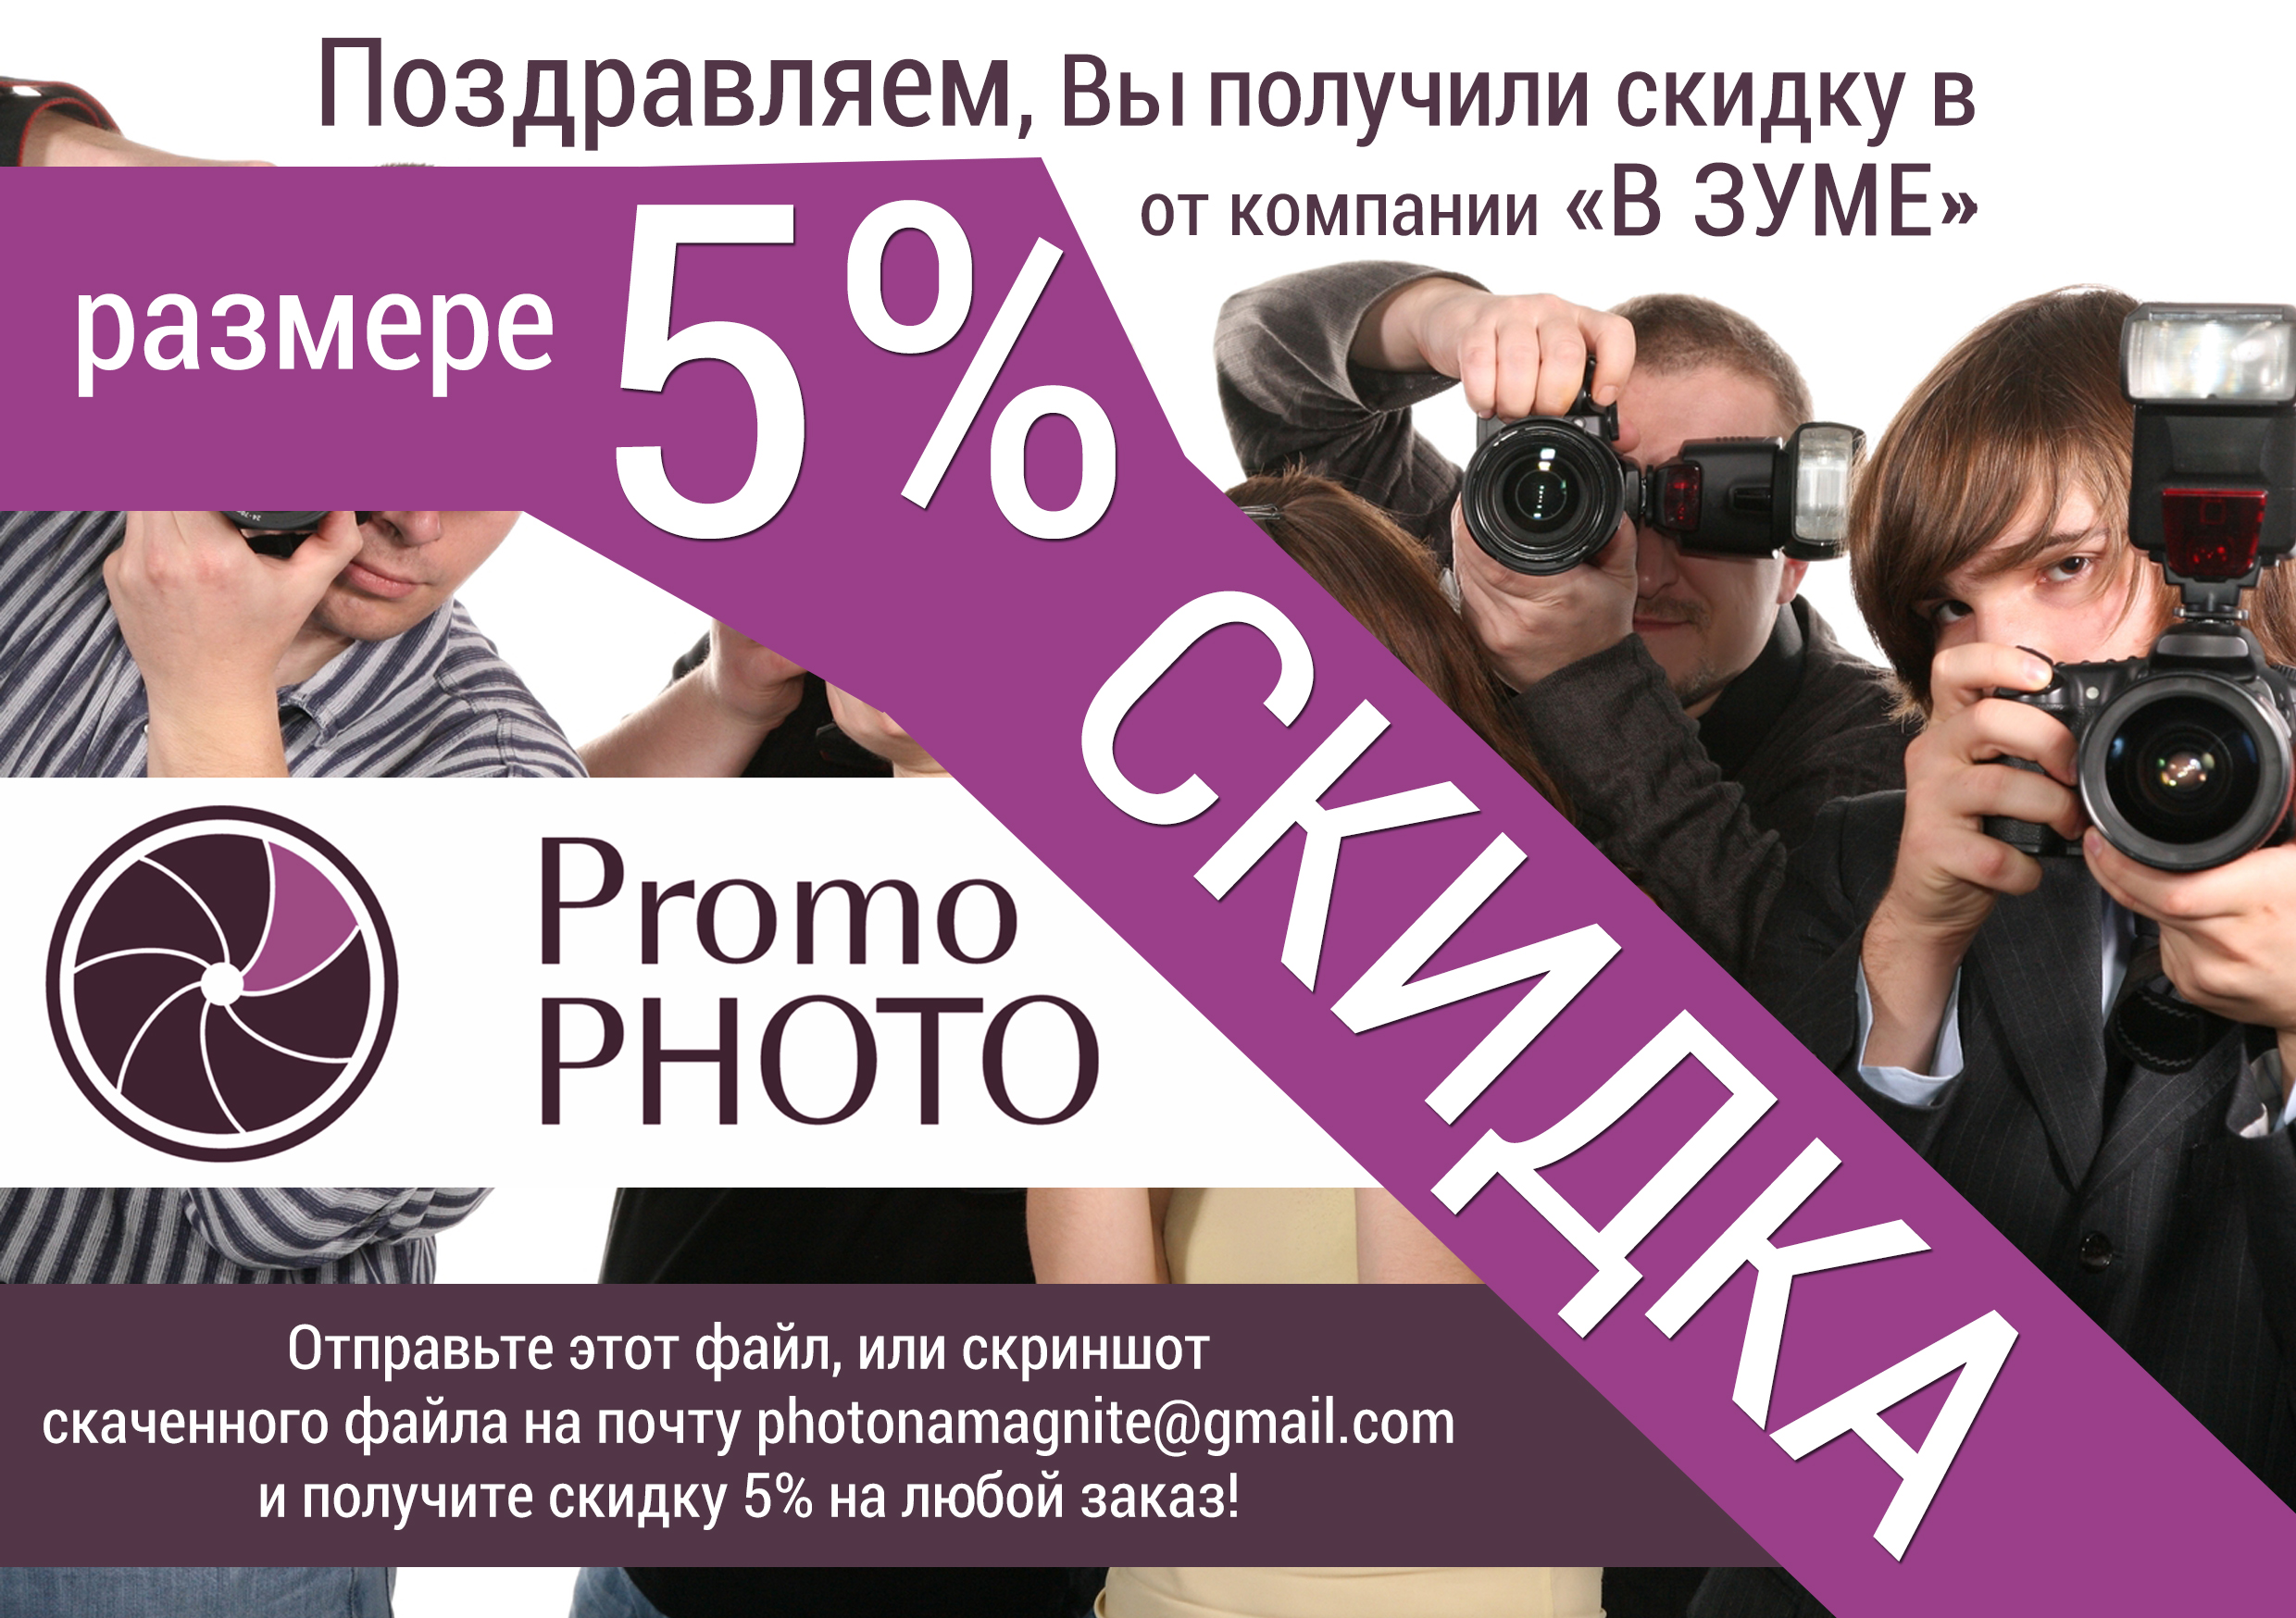 Поздравляем, Вы получили скидку в
размере 5%
от компании «В ЗУМЕ»
СКИДКА
Promo
PHOTO
Отправьте этот файл, или скриншот
скаченного файла на почту photonamagnite@gmail.com
и получите скидку 5% на любой заказ!